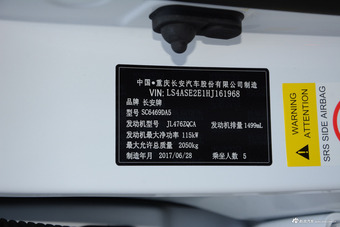 中国·重庆长安汽车股份有限公司制造
VIN: LS4ASE2E1HJ161968
品牌 长安牌
型号 SC6469DA5
发动机型号 JL476ZQCA 发动机排量 1499mL
发动机最大净功率 115kW
最大允许总质量 2050kg
制造年月 2017/06/28 乘坐人数 5
WARNING
ATTENTION
SRS SIDE AIRBAG